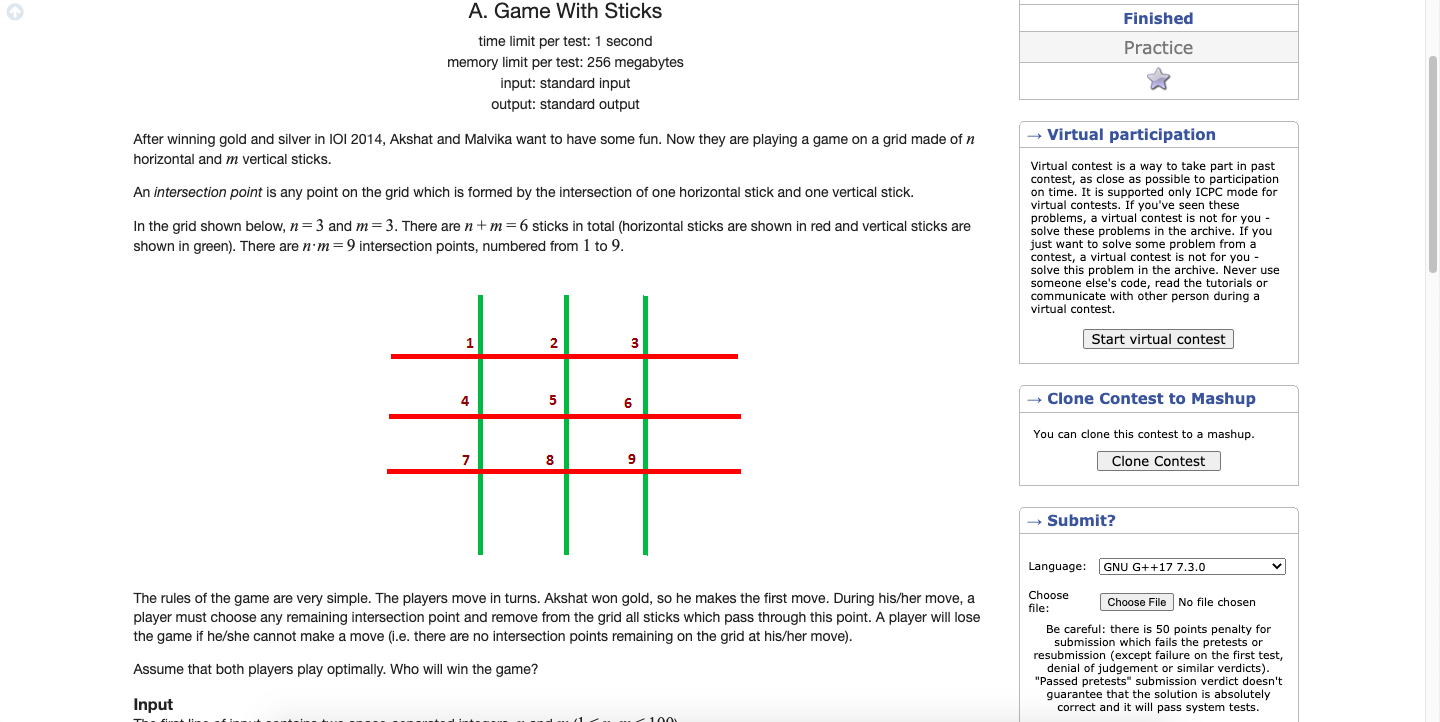 A. Game With Sticks
time limit per test: 1 second
memory limit per test: 256 megabytes
input: standard input
output: standard output
After winning gold and silver in IOI 2014, Akshat and Malvika want to have some fun. Now they are playing a game on a grid made of n
horizontal and m vertical sticks.
An intersection point is any point on the grid which is formed by the intersection of one horizontal stick and one vertical stick.
In the grid shown below, n = 3 and m = 3. There are n + m = 6 sticks in total (horizontal sticks are shown in red and vertical sticks are
shown in green). There are n·m = 9 intersection points, numbered from 1 to 9.
1 2 3
4 5 6
7 8 9
The rules of the game are very simple. The players move in turns. Akshat won gold, so he makes the first move. During his/her move, a
player must choose any remaining intersection point and remove from the grid all sticks which pass through this point. A player will lose
the game if he/she cannot make a move (i.e. there are no intersection points remaining on the grid at his/her move).
Assume that both players play optimally. Who will win the game?
Input
The first line of input contains two space-separated integers, n and m (1 ≤ n, m ≤ 100).
Finished
Practice
→ Virtual participation
Virtual contest is a way to take part in past
contest, as close as possible to participation
on time. It is supported only ICPC mode for
virtual contests. If you've seen these
problems, a virtual contest is not for you -
solve these problems in the archive. If you
just want to solve some problem from a
contest, a virtual contest is not for you -
solve this problem in the archive. Never use
someone else's code, read the tutorials or
communicate with other person during a
virtual contest.
Start virtual contest
→ Clone Contest to Mashup
You can clone this contest to a mashup.
Clone Contest
→ Submit?
Language: GNU G++17 7.3.0
Choose
file: Choose File No file chosen
Be careful: there is 50 points penalty for
submission which fails the pretests or
resubmission (except failure on the first test,
denial of judgement or similar verdicts).
"Passed pretests" submission verdict doesn't
guarantee that the solution is absolutely
correct and it will pass system tests.